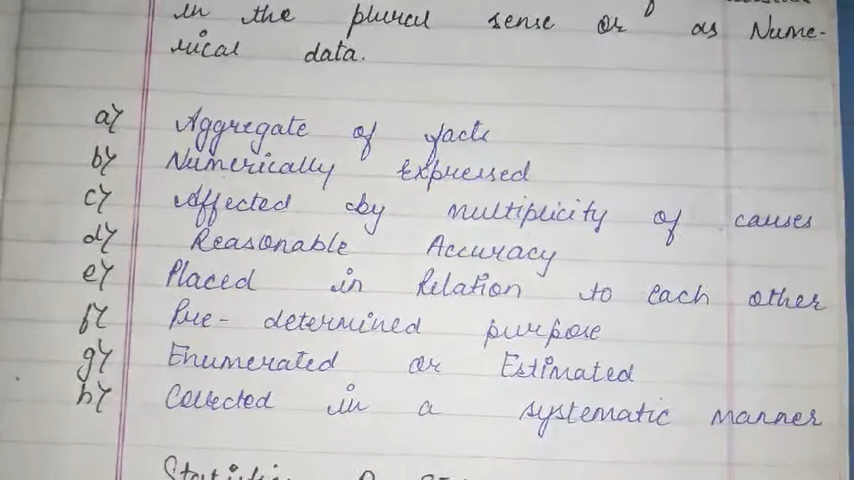 in the plural sense or as Nume-
rical data.
a) Aggregate of facts
b) Numerically Expressed
c) Affected by multiplicity of causes
d) Reasonable Accuracy
e) Placed in Relation to each other
f) Pre-determined purpose
g) Enumerated or Estimated
h) Collected in a systematic manner